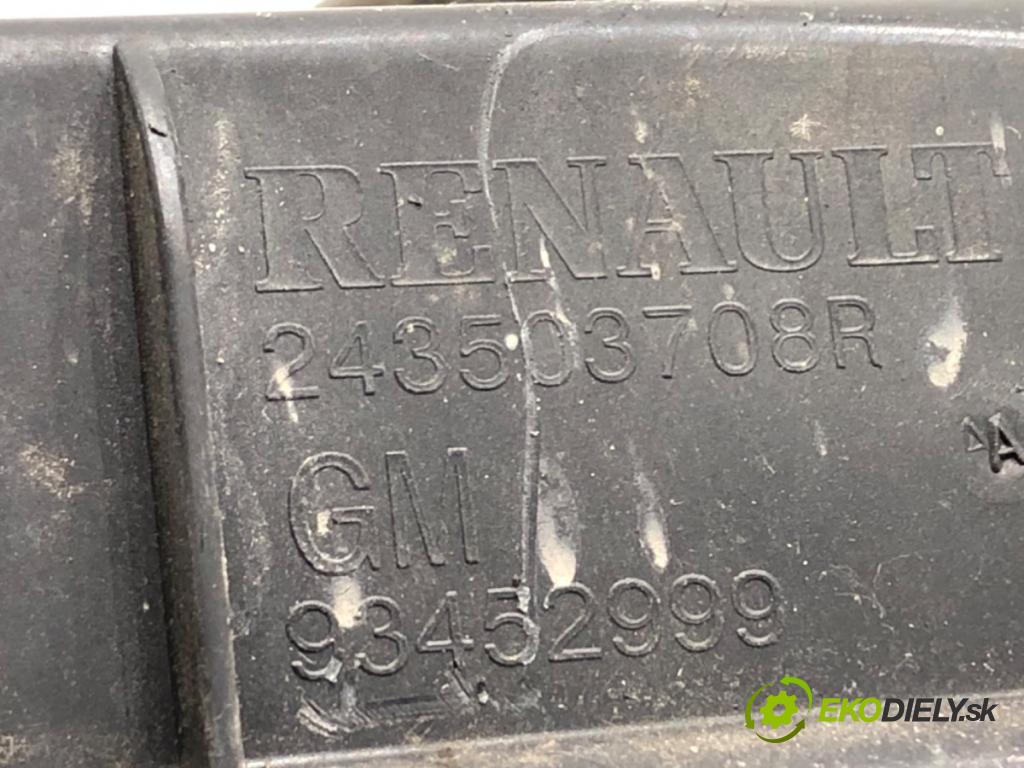 RENAULT
243503708R
GM
93452999
A
EKODIELY.sk